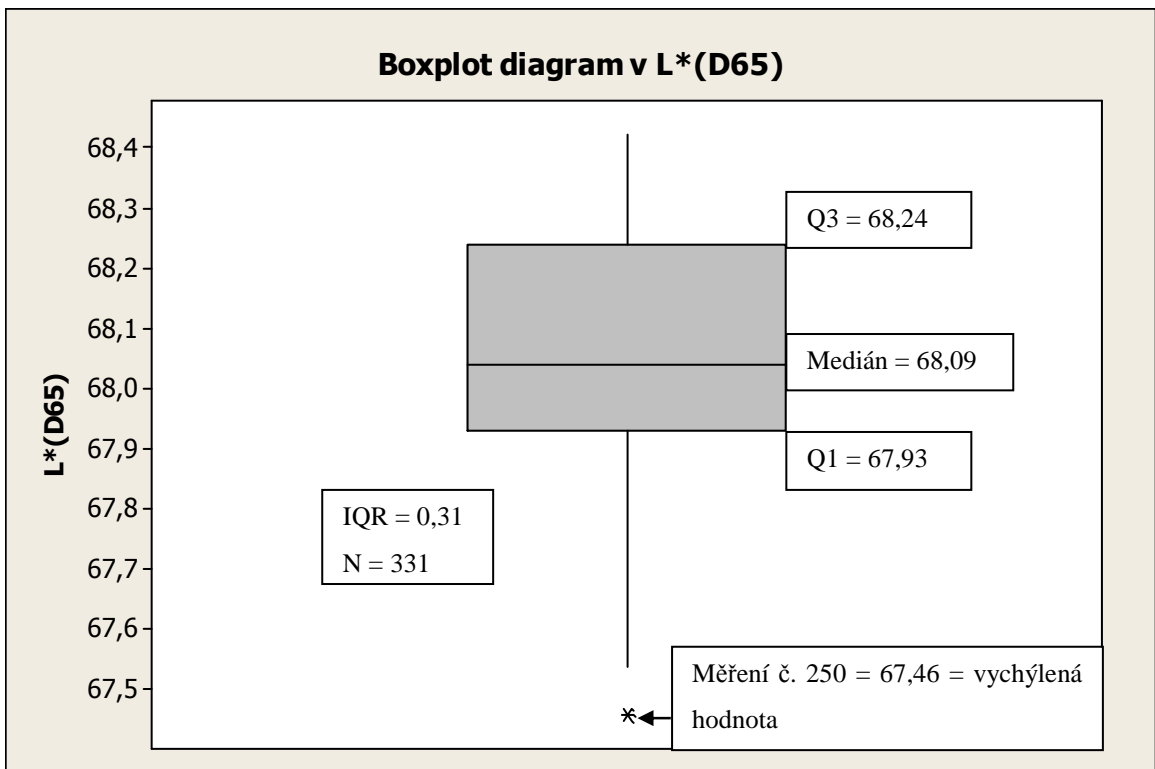 Boxplot diagram v L*(D65)
68,4
68,3
68,2
68,1
68,0
67,9
67,8
67,7
67,6
67,5
L*(D65)
Q3 = 68,24
Medián = 68,09
Q1 = 67,93
IQR = 0,31
N = 331
Měření č. 250 = 67,46 = vychýlená
hodnota